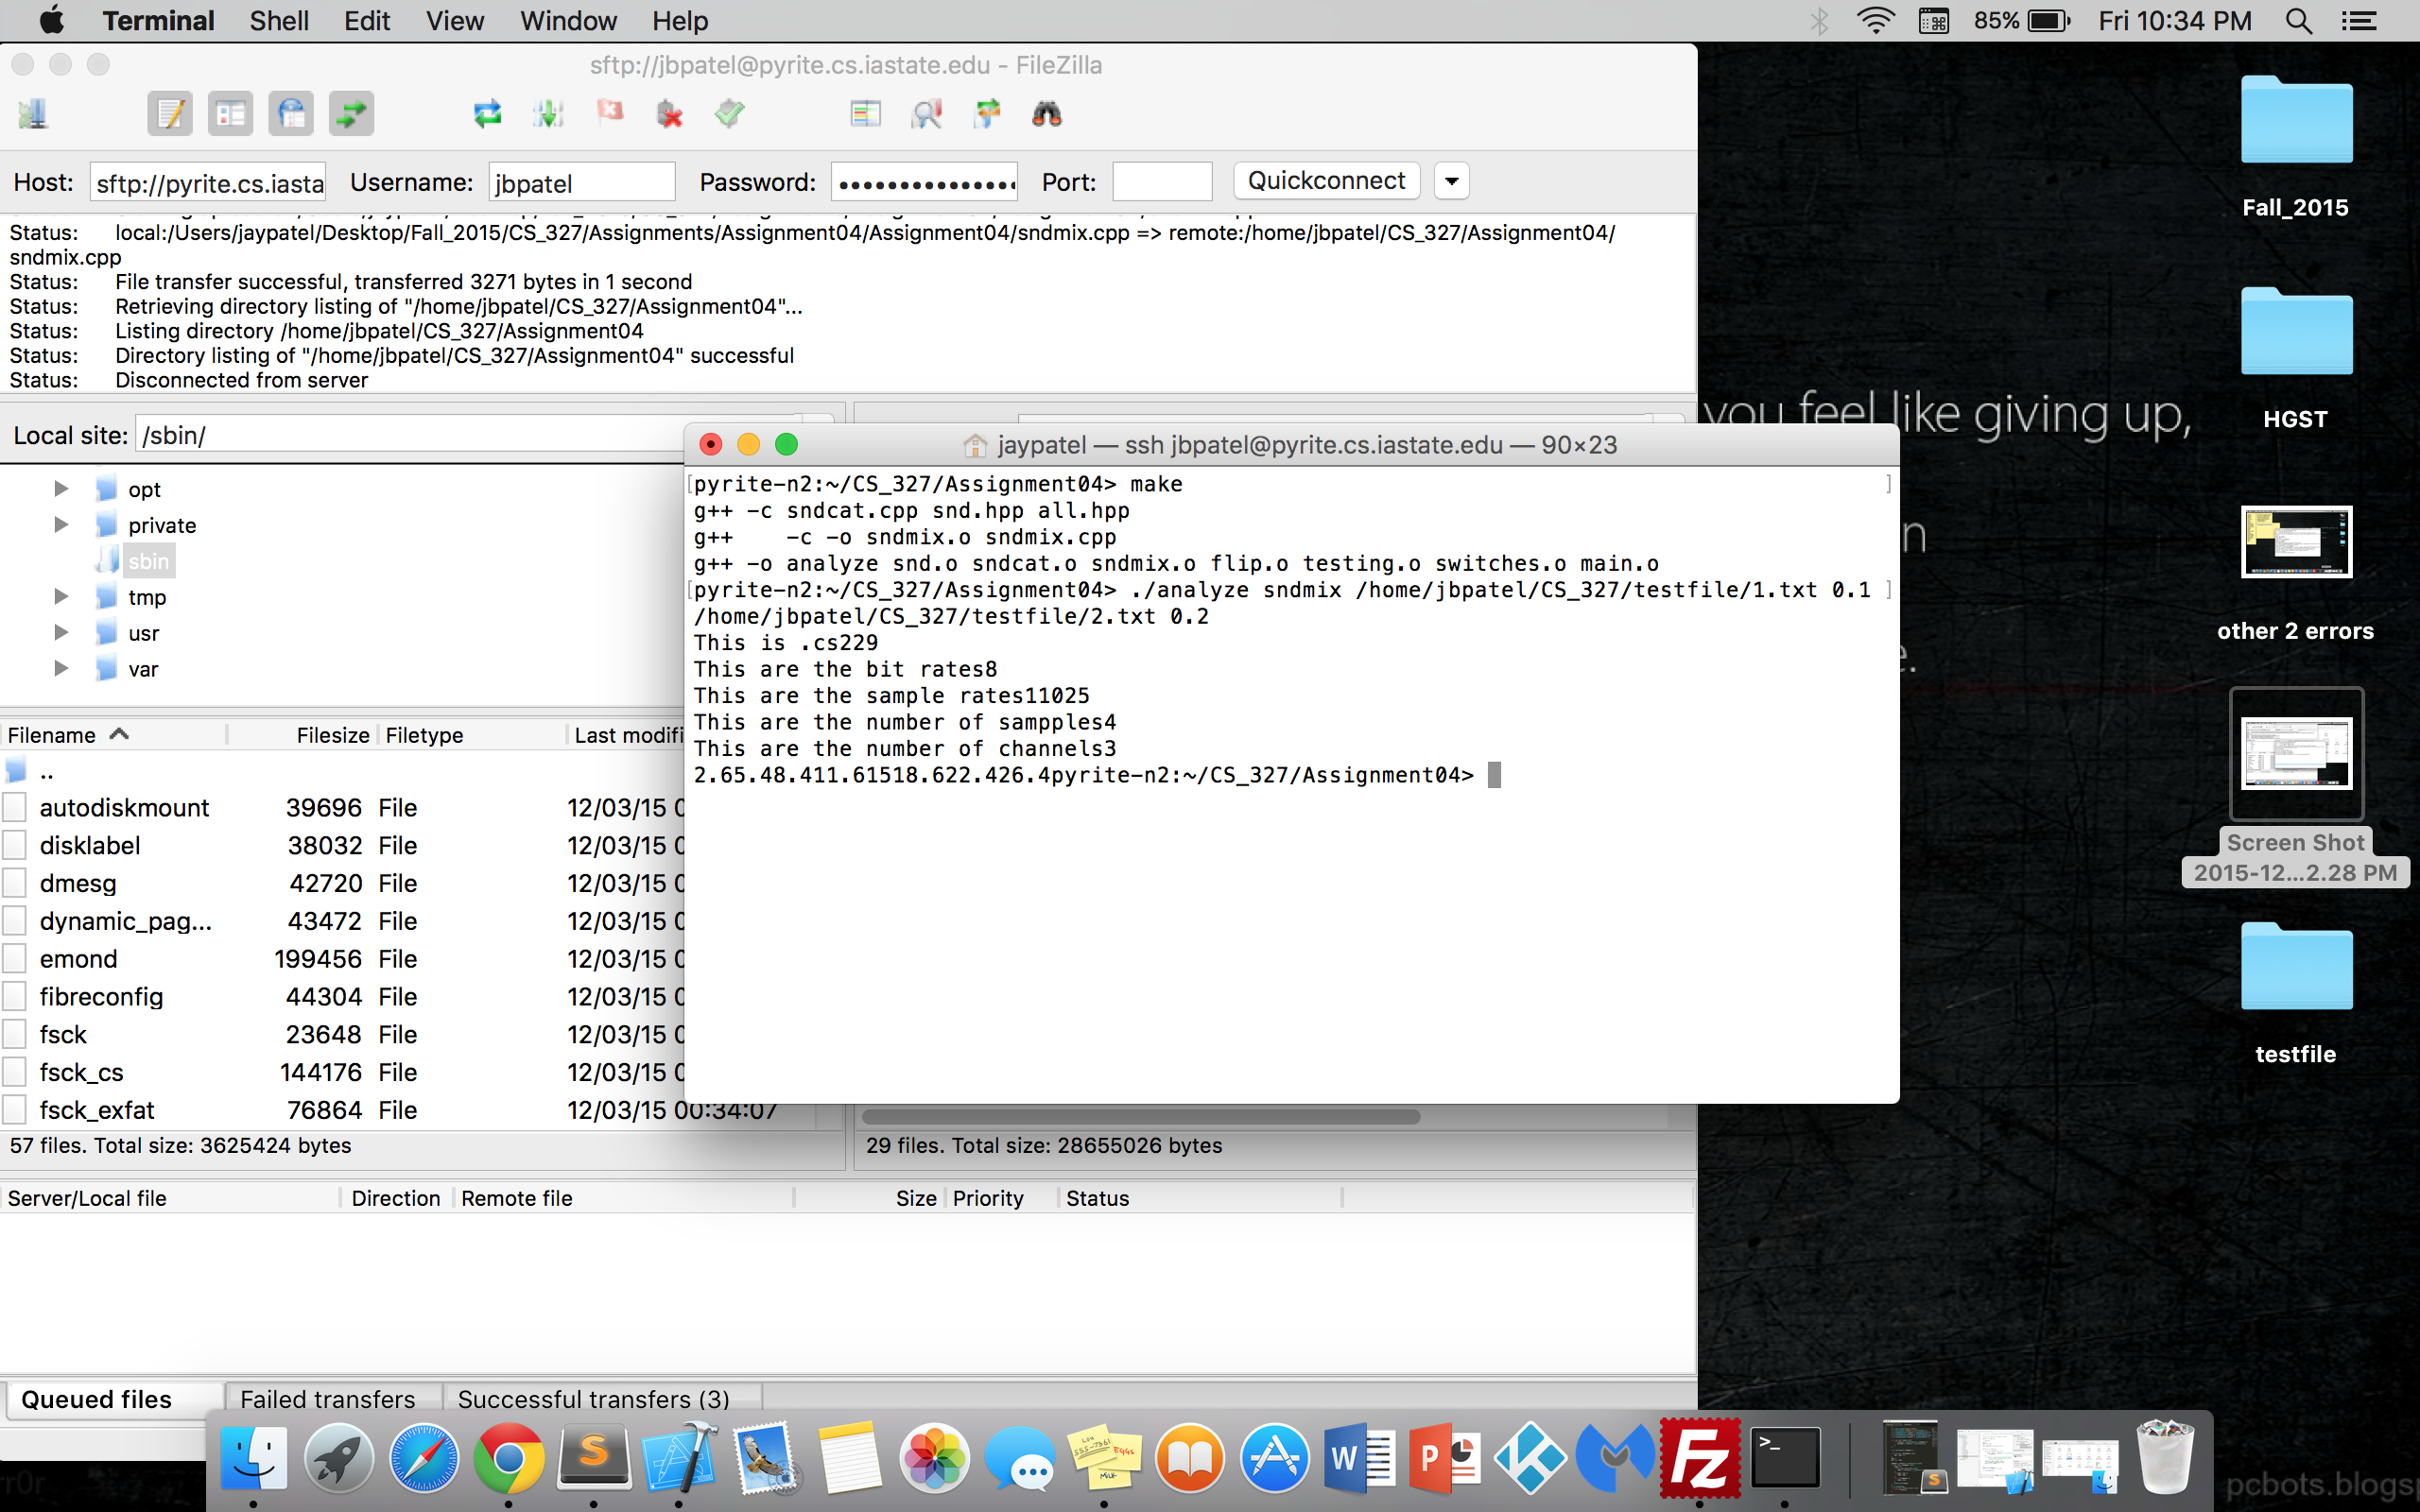 Terminal Shell Edit View Window Help 85% Fri 10:34 PM
sftp://jbpatel@pyrite.cs.iastate.edu - FileZilla
Host: sftp://pyrite.cs.iasta Username: jbpatel Password: •••••••••••••• Port: Quickconnect
Status: local:/Users/jaypatel/Desktop/Fall_2015/CS_327/Assignments/Assignment04/Assignment04/sndmix.cpp => remote:/home/jbpatel/CS_327/Assignment04/
sndmix.cpp
Status: File transfer successful, transferred 3271 bytes in 1 second
Status: Retrieving directory listing of "/home/jbpatel/CS_327/Assignment04"...
Status: Listing directory /home/jbpatel/CS_327/Assignment04
Status: Directory listing of "/home/jbpatel/CS_327/Assignment04" successful
Status: Disconnected from server
Local site: /sbin/
opt
private
sbin
tmp
usr
var
Filename Filesize Filetype Last modifi
..
autodiskmount 39696 File 12/03/15 0
disklabel 38032 File 12/03/15 0
dmesg 42720 File 12/03/15 0
dynamic_pag... 43472 File 12/03/15 0
emond 199456 File 12/03/15 0
fibreconfig 44304 File 12/03/15 0
fsck 23648 File 12/03/15 0
fsck_cs 144176 File 12/03/15 0
fsck_exfat 76864 File 12/03/15 00:34:07
57 files. Total size: 3625424 bytes
29 files. Total size: 28655026 bytes
Server/Local file Direction Remote file Size Priority Status
Queued files Failed transfers Successful transfers (3)
jaypatel — ssh jbpatel@pyrite.cs.iastate.edu — 90×23
[pyrite-n2:~/CS_327/Assignment04> make ]
g++ -c sndcat.cpp snd.hpp all.hpp
g++    -c -o sndmix.o sndmix.cpp
g++ -o analyze snd.o sndcat.o sndmix.o flip.o testing.o switches.o main.o
[pyrite-n2:~/CS_327/Assignment04> ./analyze sndmix /home/jbpatel/CS_327/testfile/1.txt 0.1 ]
/home/jbpatel/CS_327/testfile/2.txt 0.2
This is .cs229
This are the bit rates8
This are the sample rates11025
This are the number of sampples4
This are the number of channels3
2.65.48.411.61518.622.426.4pyrite-n2:~/CS_327/Assignment04>
you feel like giving up,
n
e.
Fall_2015
HGST
other 2 errors
Screen Shot
2015-12...2.28 PM
testfile
r0r
pcbots.blogsp